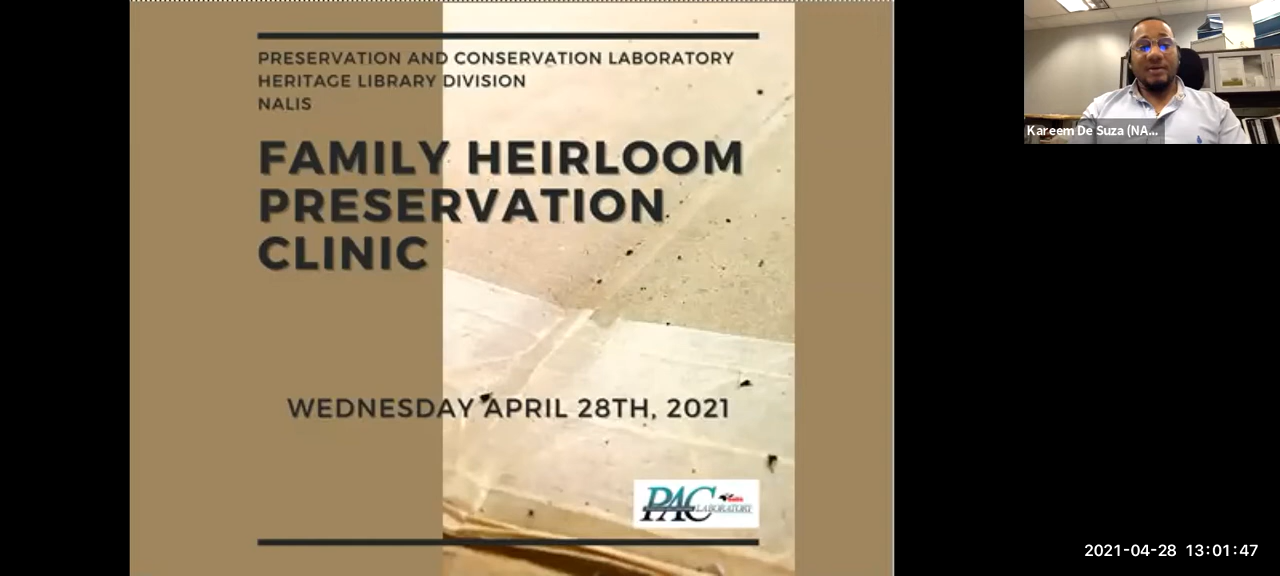 PRESERVATION AND CONSERVATION LABORATORY
HERITAGE LIBRARY DIVISION
NALIS
FAMILY HEIRLOOM
PRESERVATION
CLINIC
WEDNESDAY APRIL 28TH, 2021
PAC
LABORATORY
Kareem De Suza (NA...
2021-04-28 13:01:47